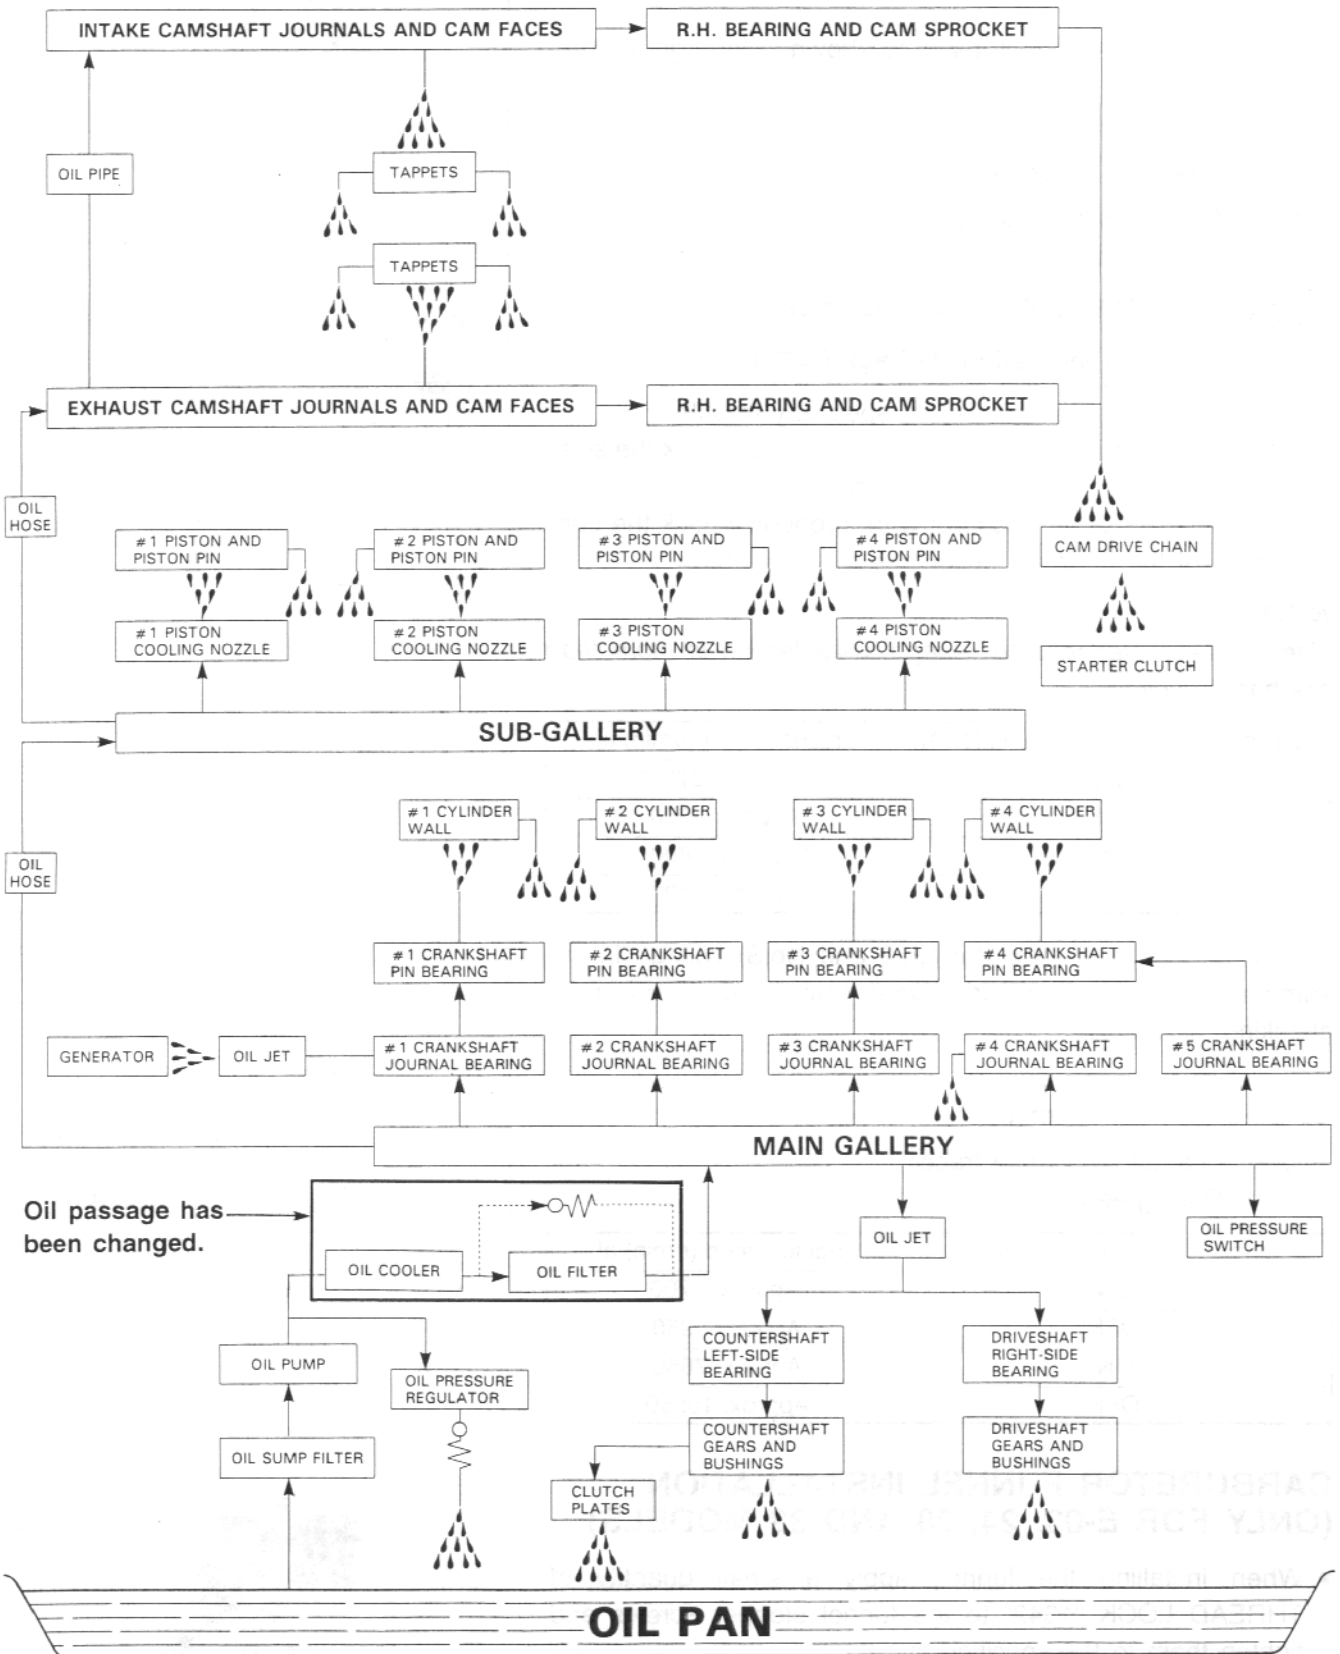 INTAKE CAMSHAFT JOURNALS AND CAM FACES
R.H. BEARING AND CAM SPROCKET
OIL PIPE
TAPPETS
TAPPETS
EXHAUST CAMSHAFT JOURNALS AND CAM FACES
R.H. BEARING AND CAM SPROCKET
OIL
HOSE
#1 PISTON AND
PISTON PIN
#2 PISTON AND
PISTON PIN
#3 PISTON AND
PISTON PIN
#4 PISTON AND
PISTON PIN
CAM DRIVE CHAIN
#1 PISTON
COOLING NOZZLE
#2 PISTON
COOLING NOZZLE
#3 PISTON
COOLING NOZZLE
#4 PISTON
COOLING NOZZLE
STARTER CLUTCH
SUB-GALLERY
#1 CYLINDER
WALL
#2 CYLINDER
WALL
#3 CYLINDER
WALL
#4 CYLINDER
WALL
OIL
HOSE
#1 CRANKSHAFT
PIN BEARING
#2 CRANKSHAFT
PIN BEARING
#3 CRANKSHAFT
PIN BEARING
#4 CRANKSHAFT
PIN BEARING
GENERATOR
OIL JET
#1 CRANKSHAFT
JOURNAL BEARING
#2 CRANKSHAFT
JOURNAL BEARING
#3 CRANKSHAFT
JOURNAL BEARING
#4 CRANKSHAFT
JOURNAL BEARING
#5 CRANKSHAFT
JOURNAL BEARING
MAIN GALLERY
Oil passage has
been changed.
OIL COOLER
OIL FILTER
OIL JET
OIL PRESSURE
SWITCH
OIL PUMP
OIL PRESSURE
REGULATOR
COUNTERSHAFT
LEFT-SIDE
BEARING
DRIVESHAFT
RIGHT-SIDE
BEARING
OIL SUMP FILTER
COUNTERSHAFT
GEARS AND
BUSHINGS
DRIVESHAFT
GEARS AND
BUSHINGS
CLUTCH
PLATES
OIL PAN